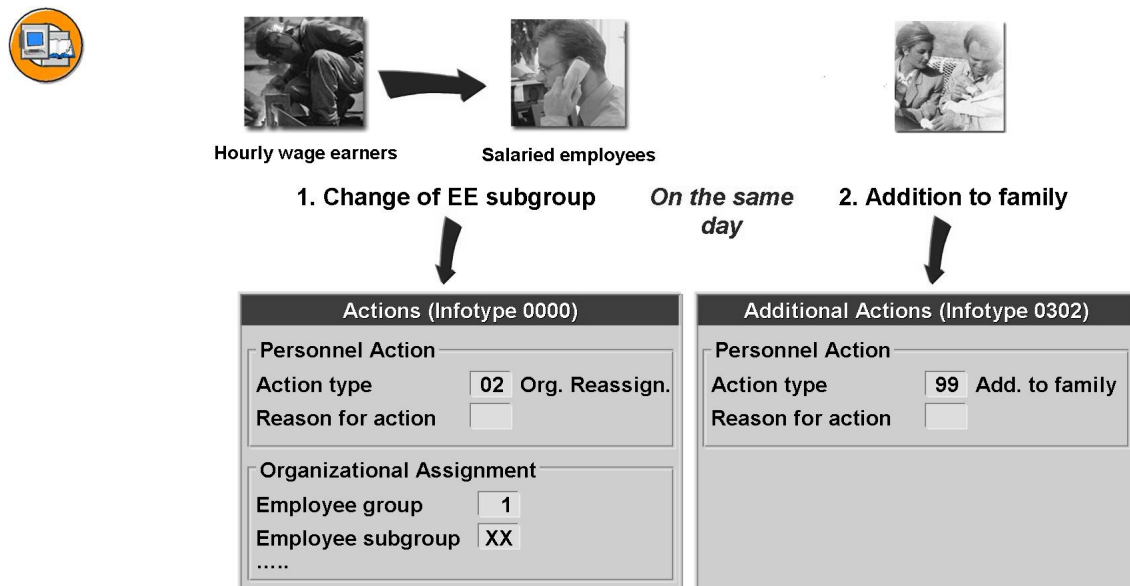 Hourly wage earners
Salaried employees
1. Change of EE subgroup
On the same
day
2. Addition to family
Actions (Infotype 0000)
Personnel Action
Action type 02 Org. Reassign.
Reason for action
Organizational Assignment
Employee group 1
Employee subgroup XX
.....
Additional Actions (Infotype 0302)
Personnel Action
Action type 99 Add. to family
Reason for action